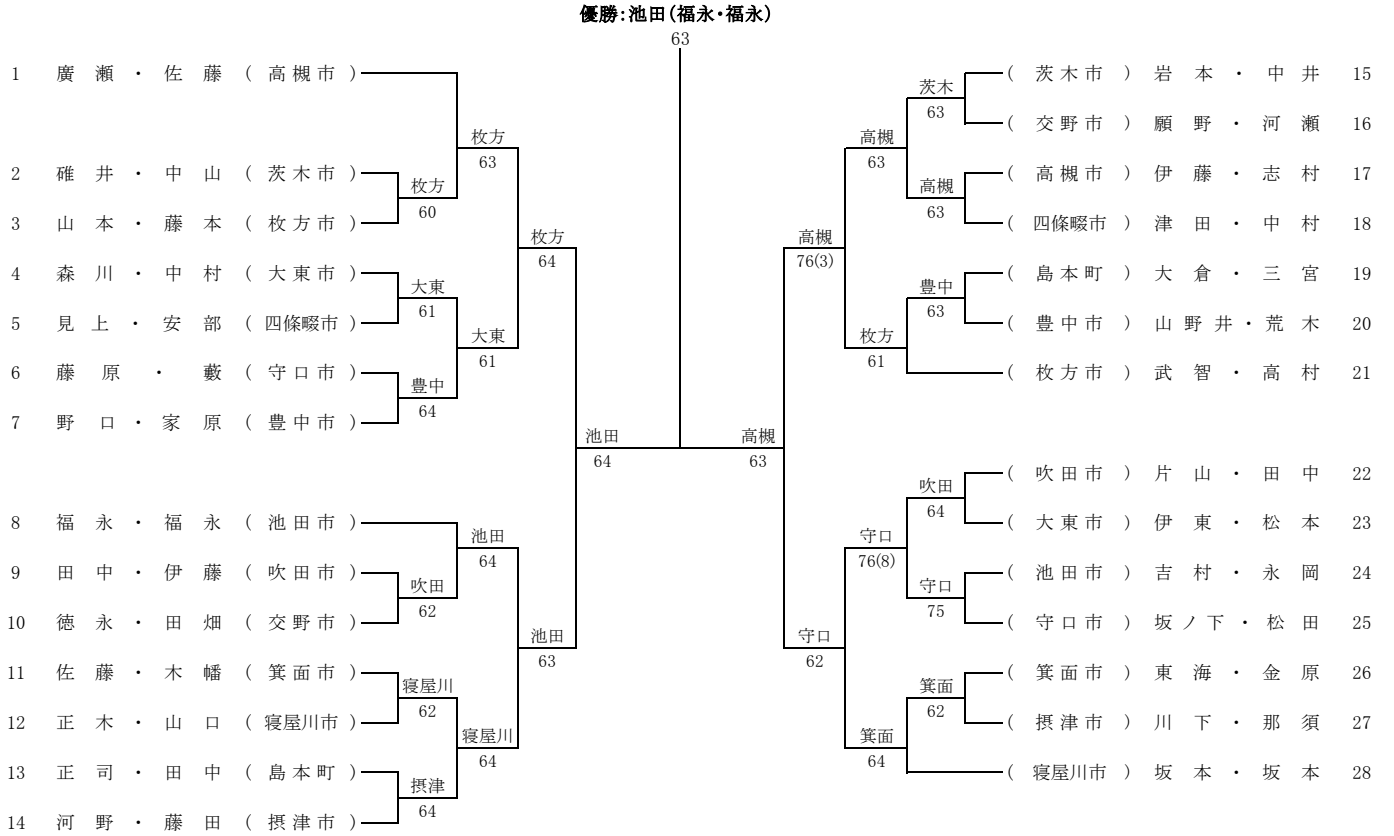 優勝:池田(福永・福永)
63
1 廣瀬・佐藤(高槻市)
2 碓井・中山(茨木市)
3 山本・藤本(枚方市)
4 森川・中村(大東市)
5 見上・安部(四條畷市)
6 藤原・藪(守口市)
7 野口・家原(豊中市)
8 福永・福永(池田市)
9 田中・伊藤(吹田市)
10 徳永・田畑(交野市)
11 佐藤・木幡(箕面市)
12 正木・山口(寝屋川市)
13 正司・田中(島本町)
14 河野・藤田(摂津市)
枚方
60
大東
61
豊中
64
吹田
62
寝屋川
62
摂津
64
枚方
63
大東
61
池田
64
寝屋川
64
枚方
64
池田
63
池田
64
高槻
63
高槻
76(3)
守口
62
高槻
63
枚方
61
守口
76(8)
箕面
64
茨木
63
高槻
63
豊中
63
吹田
64
守口
75
箕面
62
(茨木市)岩本・中井 15
(交野市)願野・河瀬 16
(高槻市)伊藤・志村 17
(四條畷市)津田・中村 18
(島本町)大倉・三宮 19
(豊中市)山野井・荒木 20
(枚方市)武智・高村 21
(吹田市)片山・田中 22
(大東市)伊東・松本 23
(池田市)吉村・永岡 24
(守口市)坂ノ下・松田 25
(箕面市)東海・金原 26
(摂津市)川下・那須 27
(寝屋川市)坂本・坂本 28